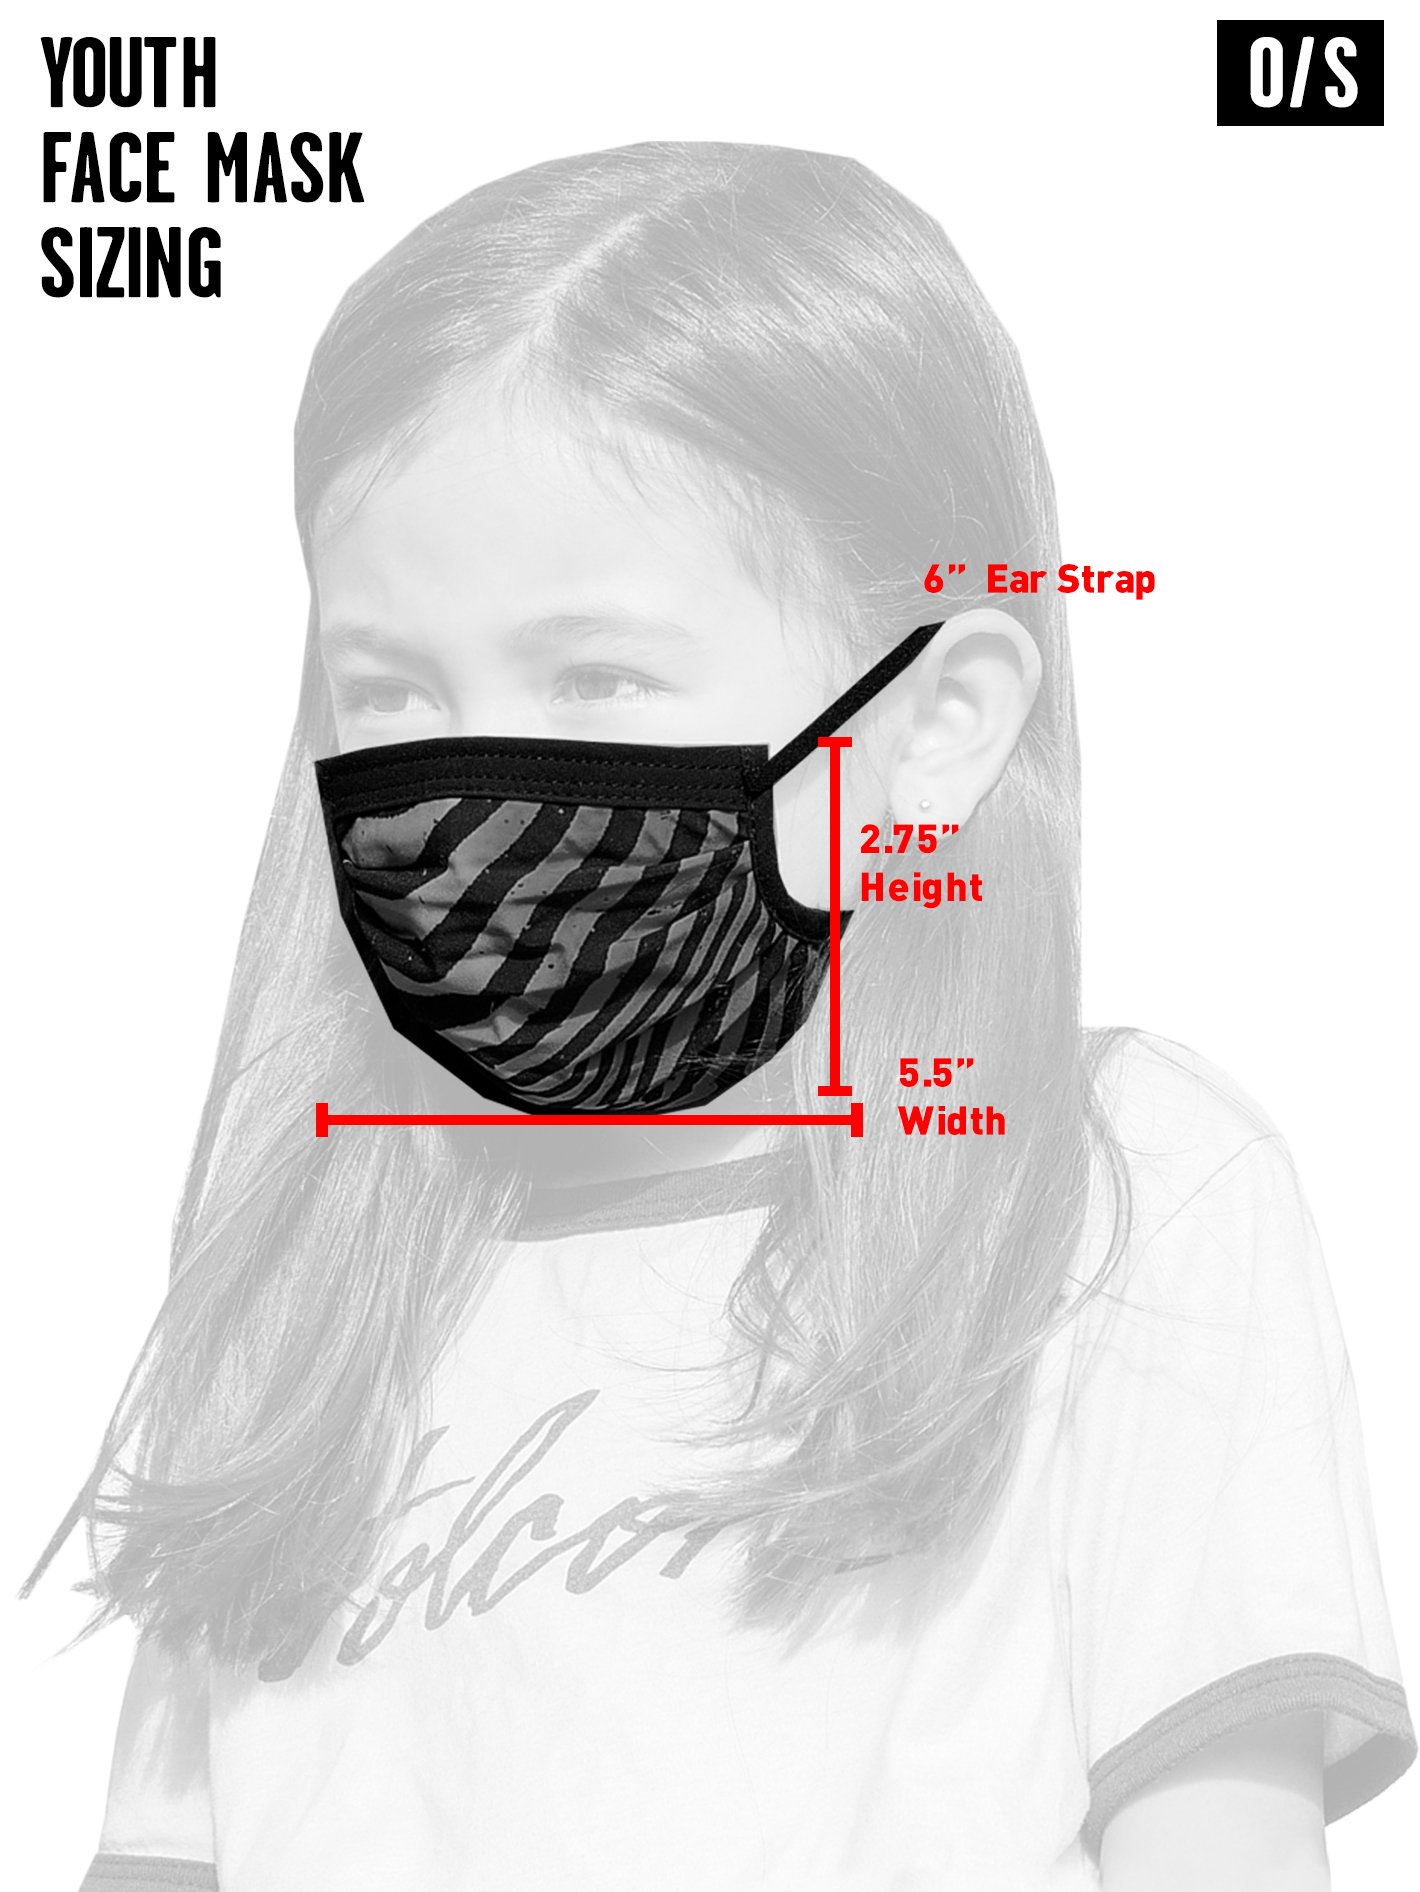 YOUTH
FACE MASK
SIZING
O/S
6” Ear Strap
2.75”
Height
5.5”
Width